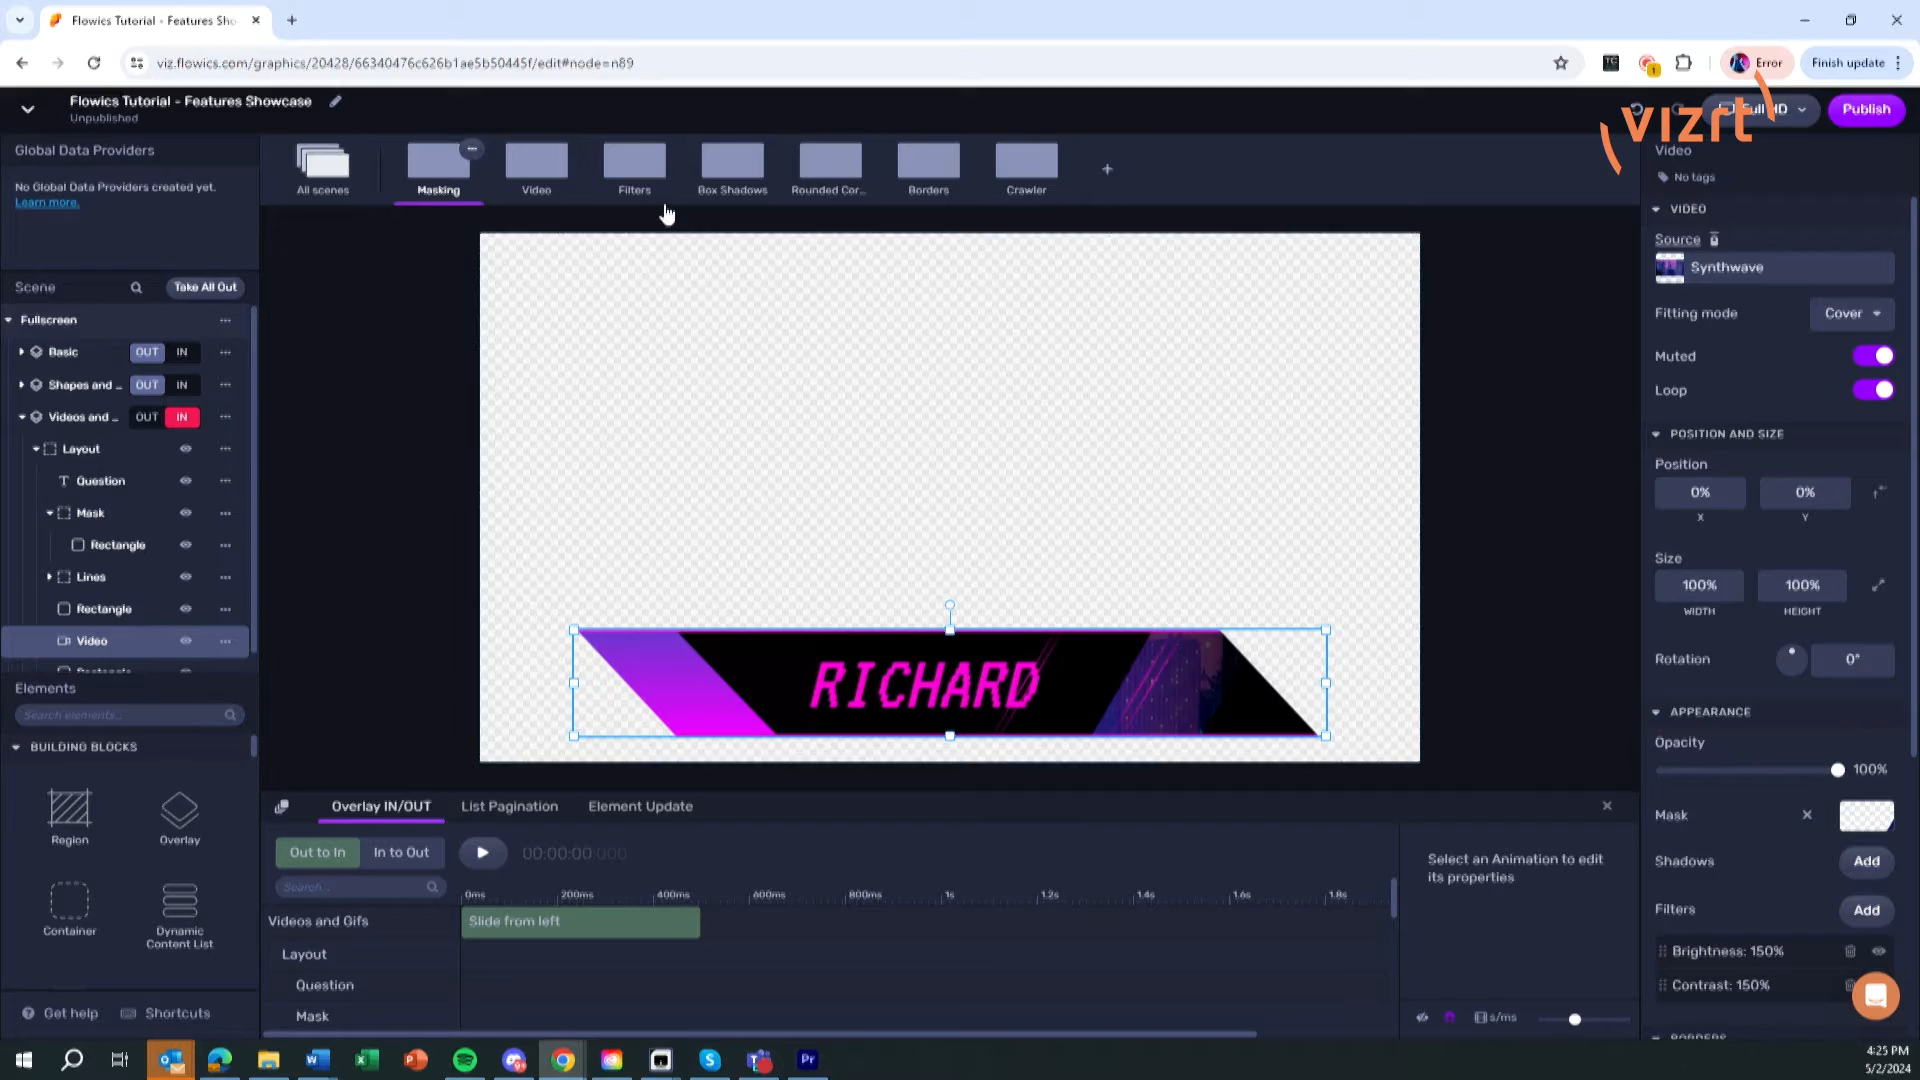 Flowics Tutorial - Features Sho
viz.flowics.com/graphics/20428/66340476c626b1ae5b50445f/edit#node=n89
Error
Finish update
Flowics Tutorial - Features Showcase
Unpublished
Full HD
Publish
vizrt
Global Data Providers
No Global Data Providers created yet.
Learn more.
All scenes
Masking
Video
Filters
Box Shadows
Rounded Cor...
Borders
Crawler
Scene
Take All Out
Fullscreen
Basic
OUT
IN
Shapes and ...
OUT
IN
Videos and ...
OUT
IN
Layout
Question
Mask
Rectangle
Lines
Rectangle
Video
Elements
Search elements...
BUILDING BLOCKS
Region
Overlay
Container
Dynamic
Content List
Get help
Shortcuts
RICHARD
Overlay IN/OUT
List Pagination
Element Update
Out to In
In to Out
00:00:00:000
Search...
0ms
200ms
400ms
600ms
800ms
1s
1.2s
1.4s
1.6s
1.8s
Videos and Gifs
Slide from left
Layout
Question
Mask
Select an Animation to edit
its properties
s/ms
Video
No tags
VIDEO
Source
Synthwave
Fitting mode
Cover
Muted
Loop
POSITION AND SIZE
Position
0%
0%
X
Y
Size
100%
100%
WIDTH
HEIGHT
Rotation
0°
APPEARANCE
Opacity
100%
Mask
Shadows
Add
Filters
Add
Brightness: 150%
Contrast: 150%
4:25 PM
5/2/2024